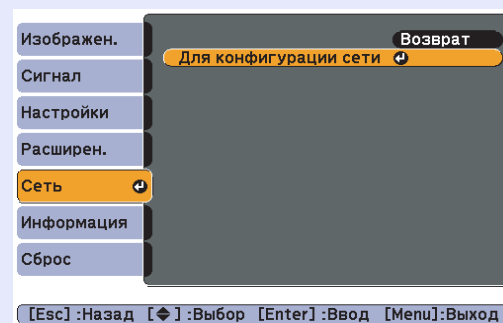 Изображен.
Возврат
Для конфигурации сети
Сигнал
Настройки
Расширен.
Сеть
Информация
Сброс
[Esc] :Назад [◆] :Выбор [Enter] :Ввод [Menu]:Выход